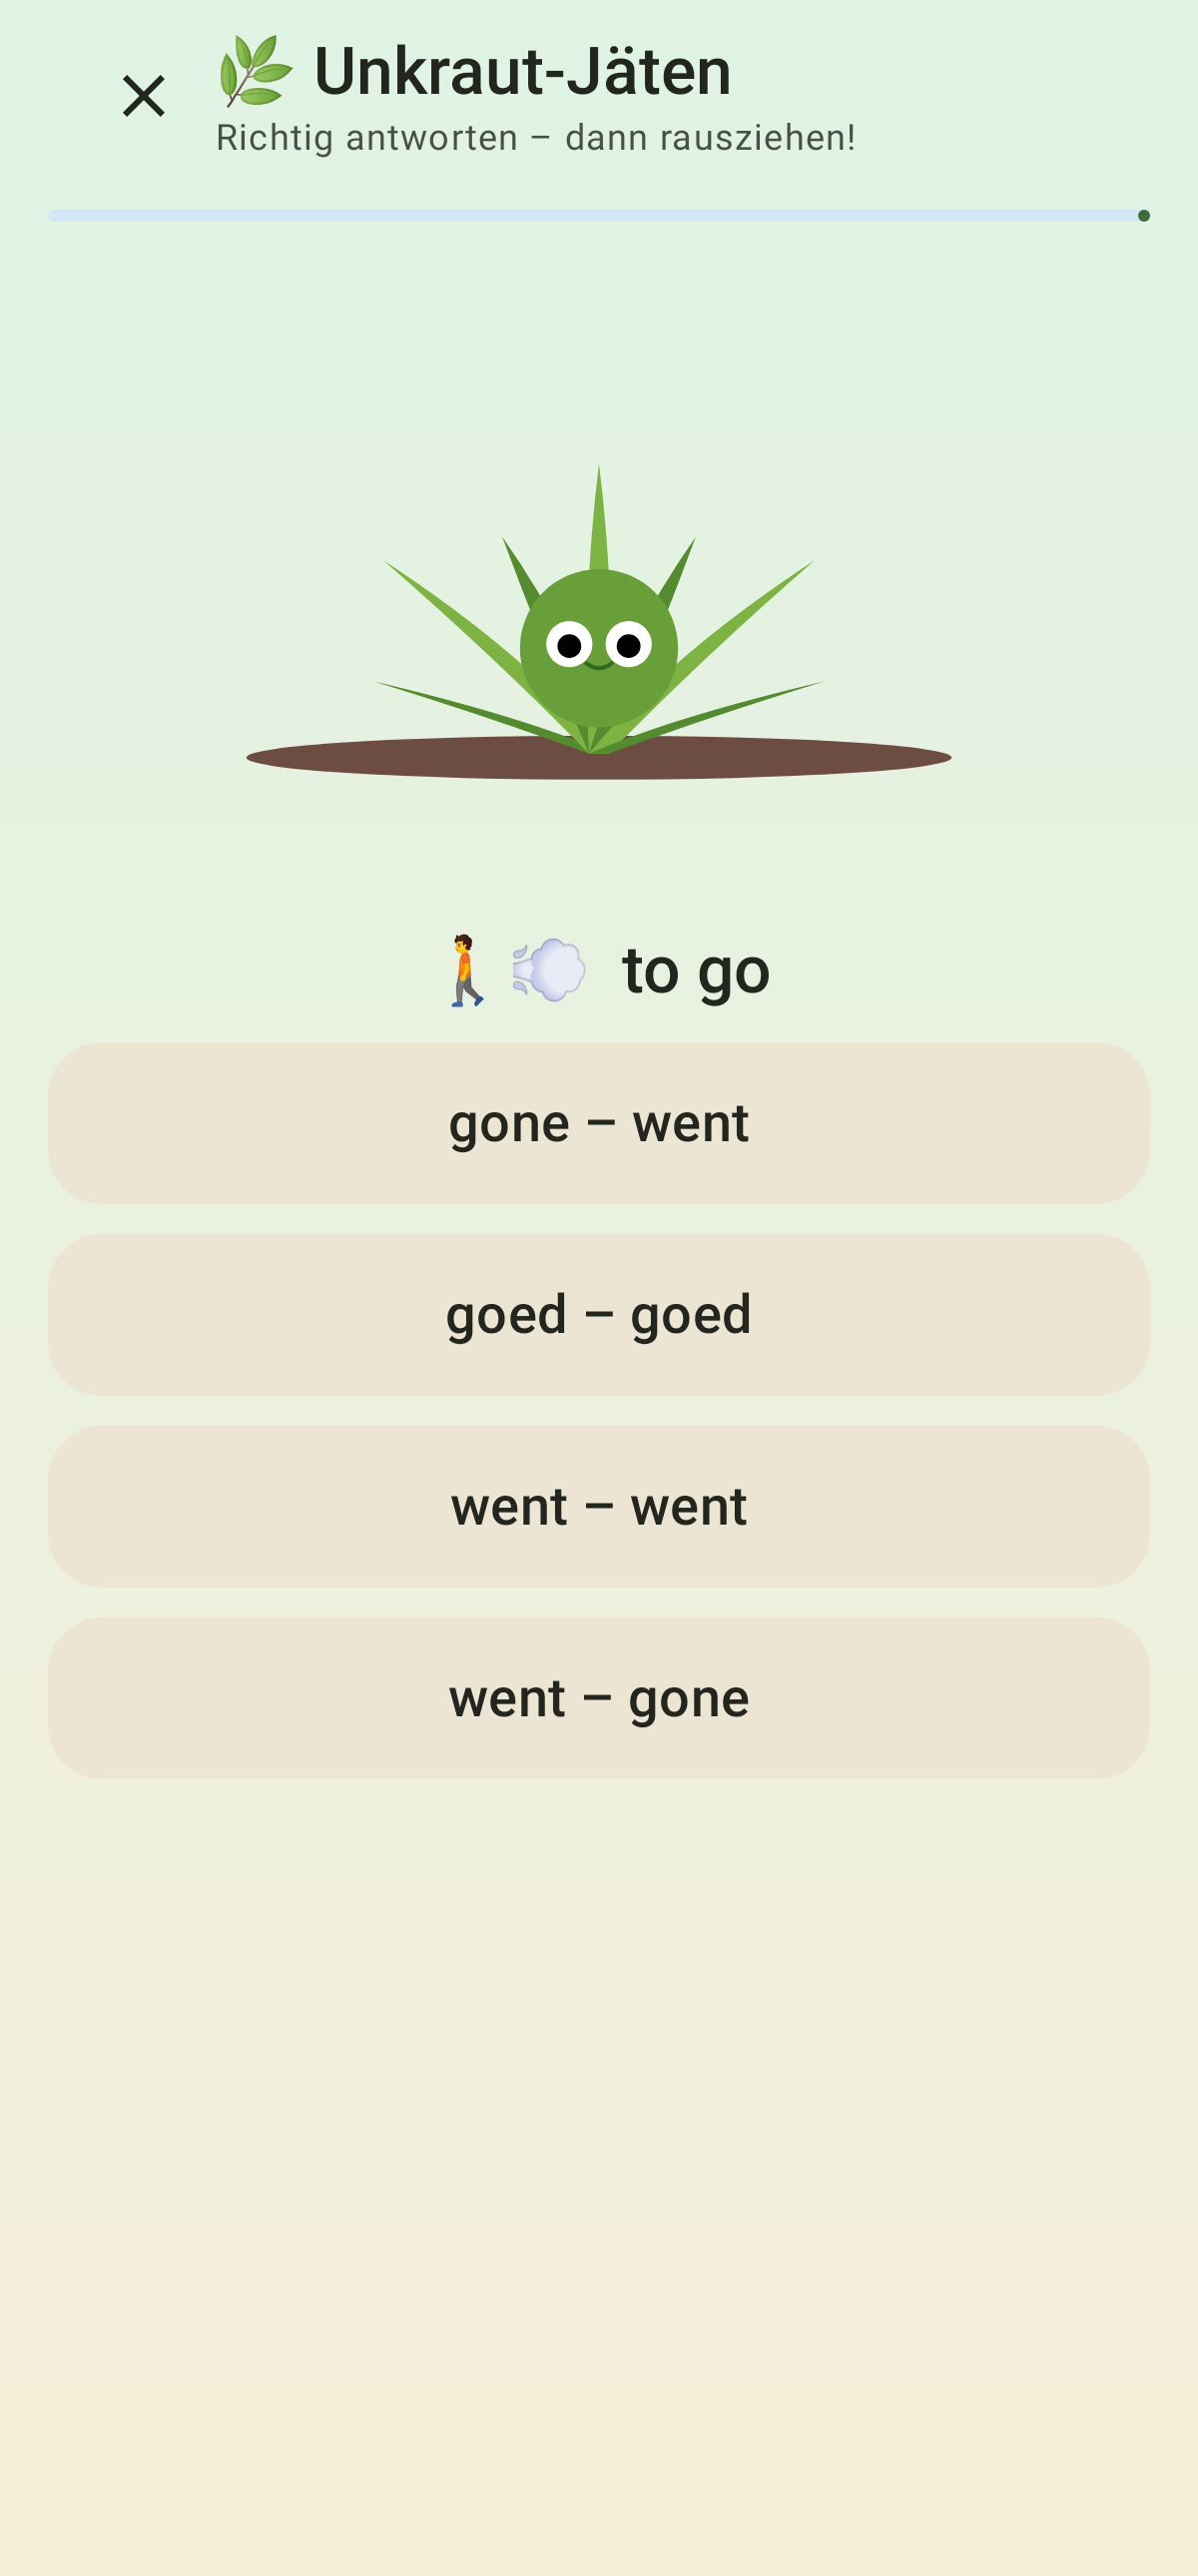 Unkraut-Jäten
Richtig antworten – dann rausziehen!
to go
gone – went
goed – goed
went – went
went – gone